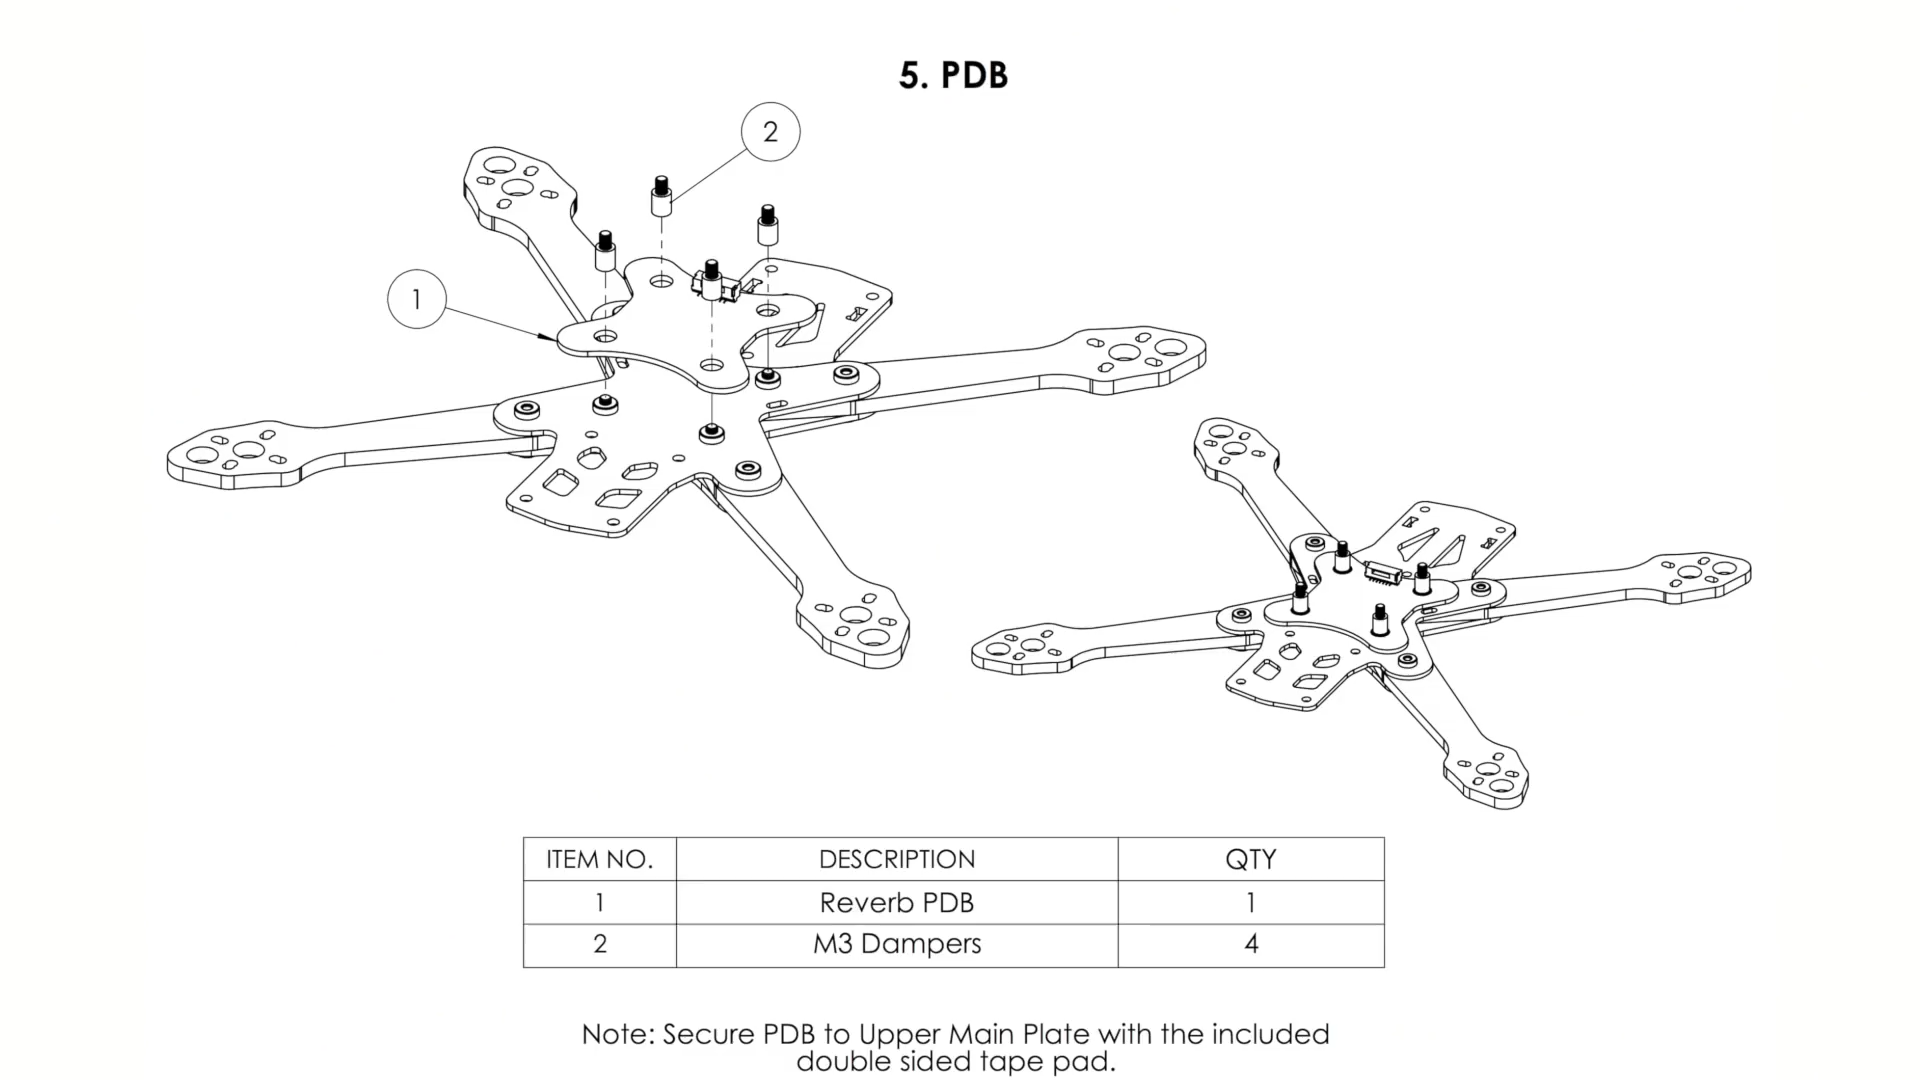 5. PDB
2
1
ITEM NO. DESCRIPTION QTY
1 Reverb PDB 1
2 M3 Dampers 4
Note: Secure PDB to Upper Main Plate with the included
double sided tape pad.